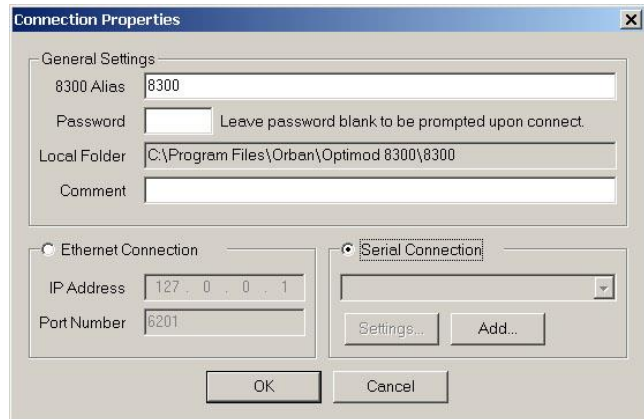 Connection Properties
General Settings
8300 Alias 8300
Password Leave password blank to be prompted upon connect.
Local Folder C:\Program Files\Orban\Optimod 8300\8300
Comment
Ethernet Connection
IP Address 127 . 0 . 0 . 1
Port Number 6201
Serial Connection
Settings... Add...
OK Cancel